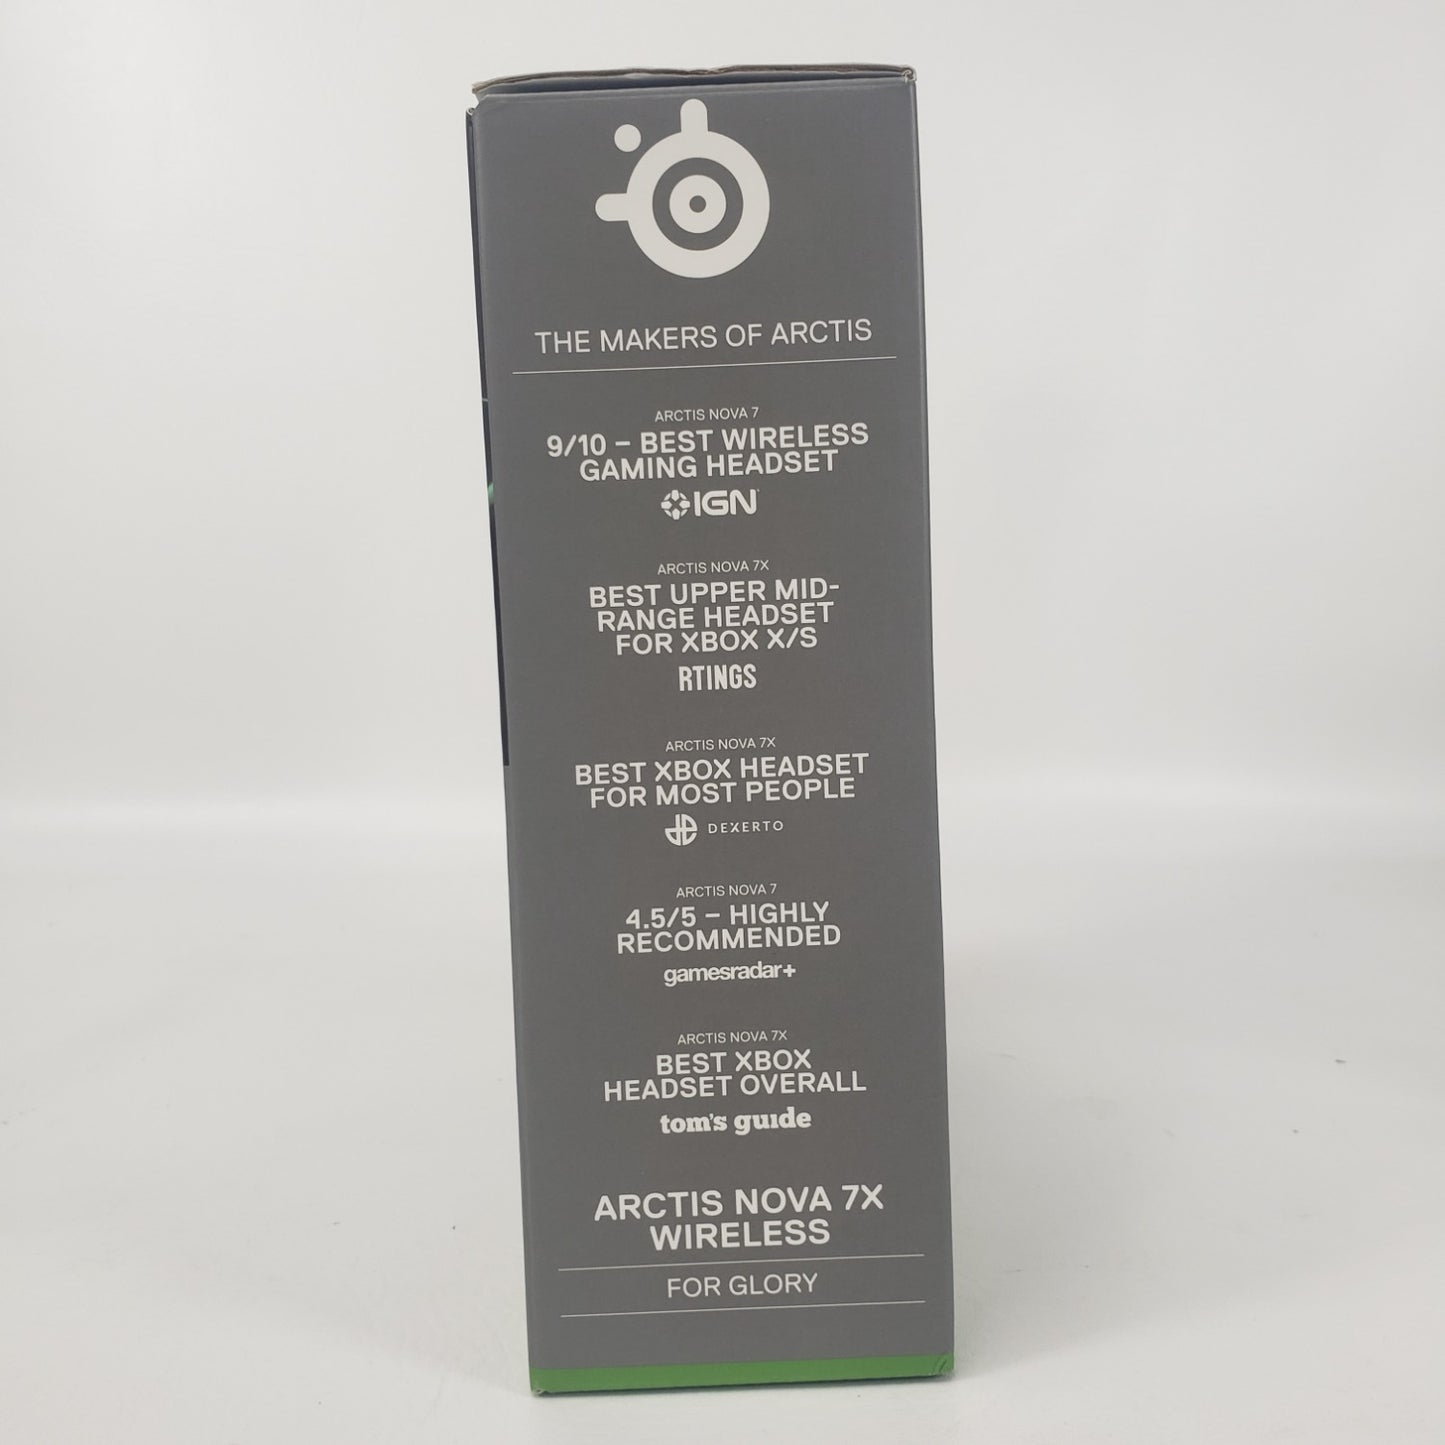 THE MAKERS OF ARCTIS
ARCTIS NOVA 7
9/10 – BEST WIRELESS
GAMING HEADSET
IGN
ARCTIS NOVA 7X
BEST UPPER MID-
RANGE HEADSET
FOR XBOX X/S
RTINGS
ARCTIS NOVA 7X
BEST XBOX HEADSET
FOR MOST PEOPLE
DEXERTO
ARCTIS NOVA 7
4.5/5 – HIGHLY
RECOMMENDED
gamesradar+
ARCTIS NOVA 7X
BEST XBOX
HEADSET OVERALL
tom's guide
ARCTIS NOVA 7X
WIRELESS
FOR GLORY